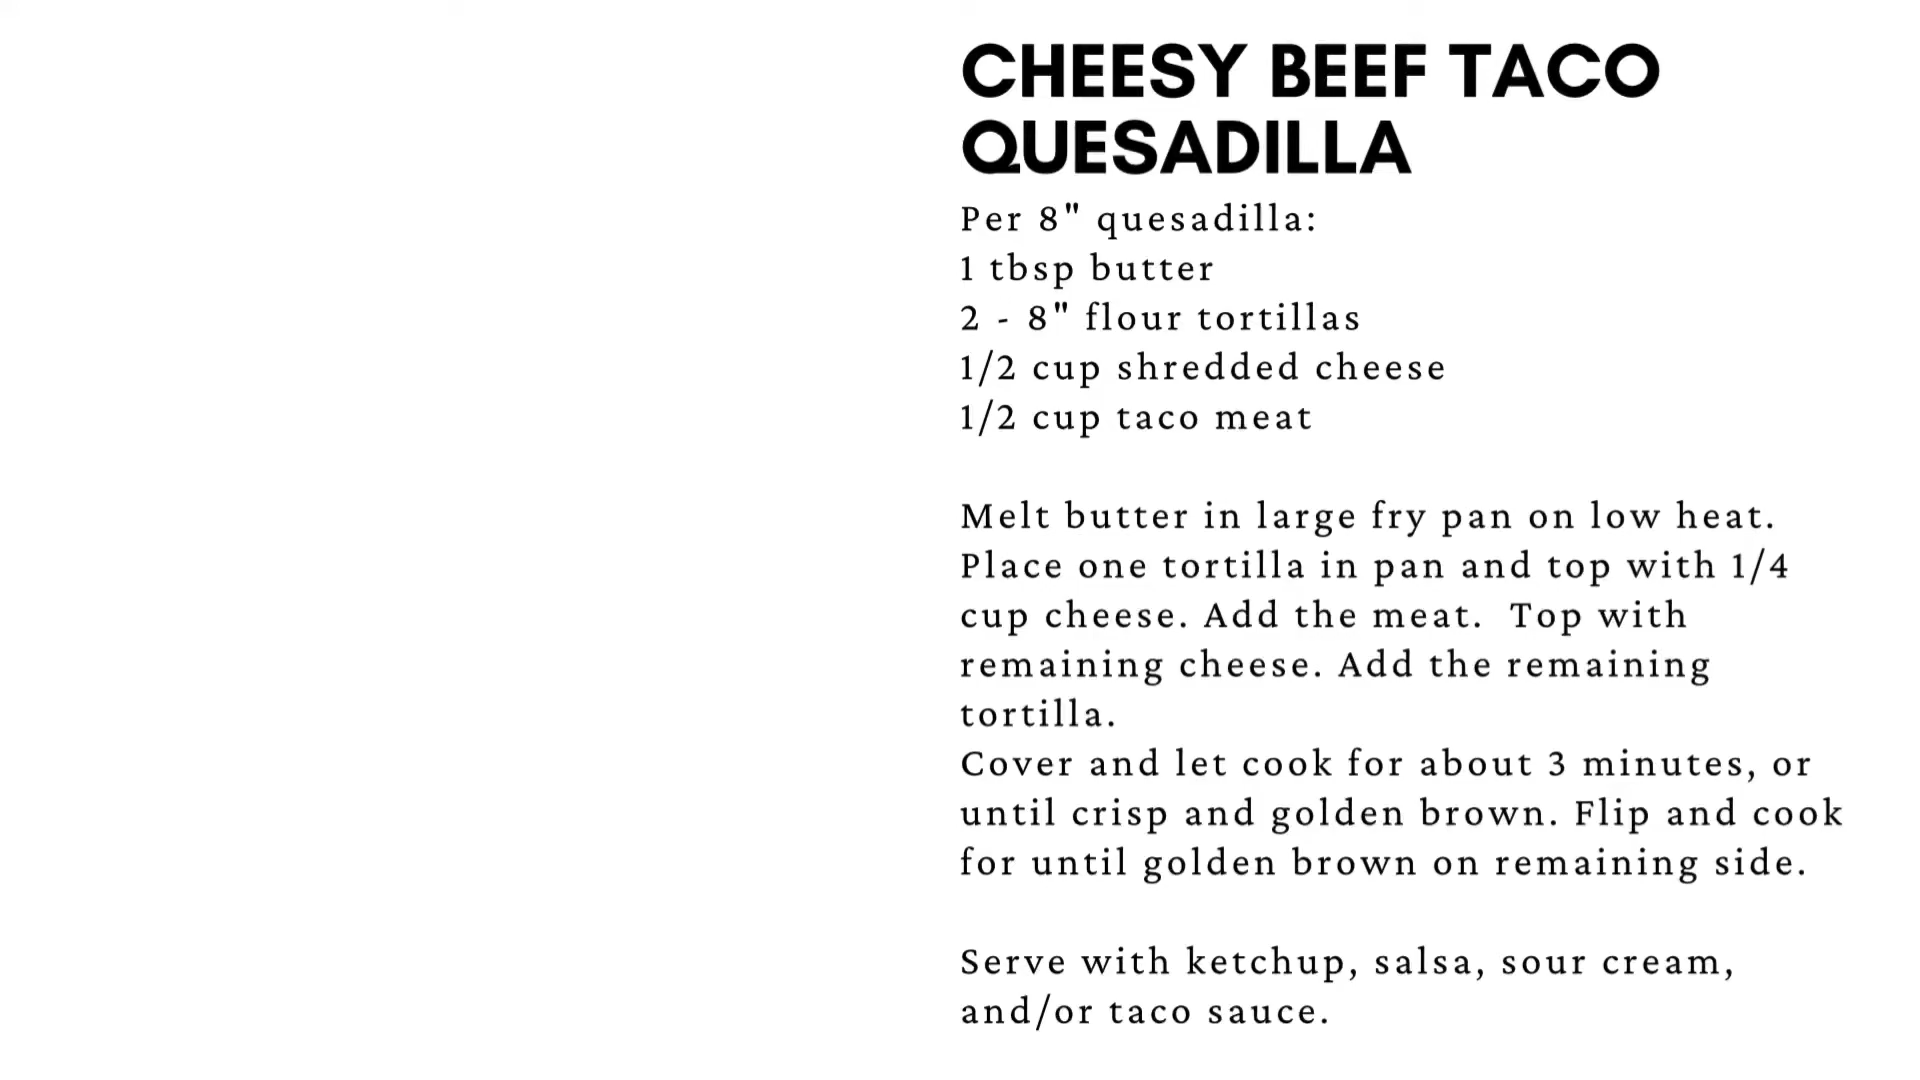 CHEESY BEEF TACO
QUESADILLA
Per 8" quesadilla:
1 tbsp butter
2 - 8" flour tortillas
1/2 cup shredded cheese
1/2 cup taco meat
Melt butter in large fry pan on low heat.
Place one tortilla in pan and top with 1/4
cup cheese. Add the meat.  Top with
remaining cheese. Add the remaining
tortilla.
Cover and let cook for about 3 minutes, or
until crisp and golden brown. Flip and cook
for until golden brown on remaining side.
Serve with ketchup, salsa, sour cream,
and/or taco sauce.